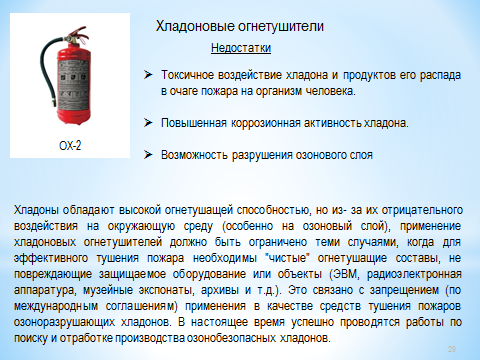 Хладоновые огнетушители
Недостатки
➢ Токсичное воздействие хладона и продуктов его распада
в очаге пожара на организм человека.
➢ Повышенная коррозионная активность хладона.
➢ Возможность разрушения озонового слоя
ОХ-2
Хладоны обладают высокой огнетушащей способностью, но из- за их отрицательного
воздействия на окружающую среду (особенно на озоновый слой), применение
хладоновых огнетушителей должно быть ограничено теми случаями, когда для
эффективного тушения пожара необходимы "чистые" огнетушащие составы, не
повреждающие защищаемое оборудование или объекты (ЭВМ, радиоэлектронная
аппаратура, музейные экспонаты, архивы и т.д.). Это связано с запрещением (по
международным соглашениям) применения в качестве средств тушения пожаров
озоноразрушающих хладонов. В настоящее время успешно проводятся работы по
поиску и отработке производства озонобезопасных хладонов.
29